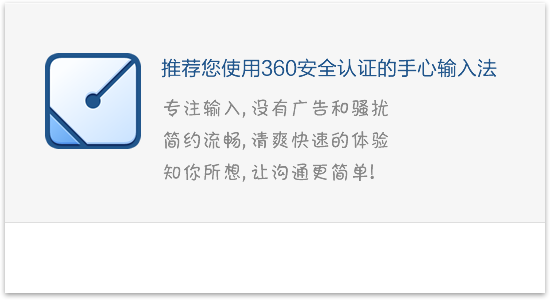 推荐您使用360安全认证的手心输入法
专注输入,没有广告和骚扰
简约流畅,清爽快速的体验
知你所想,让沟通更简单!